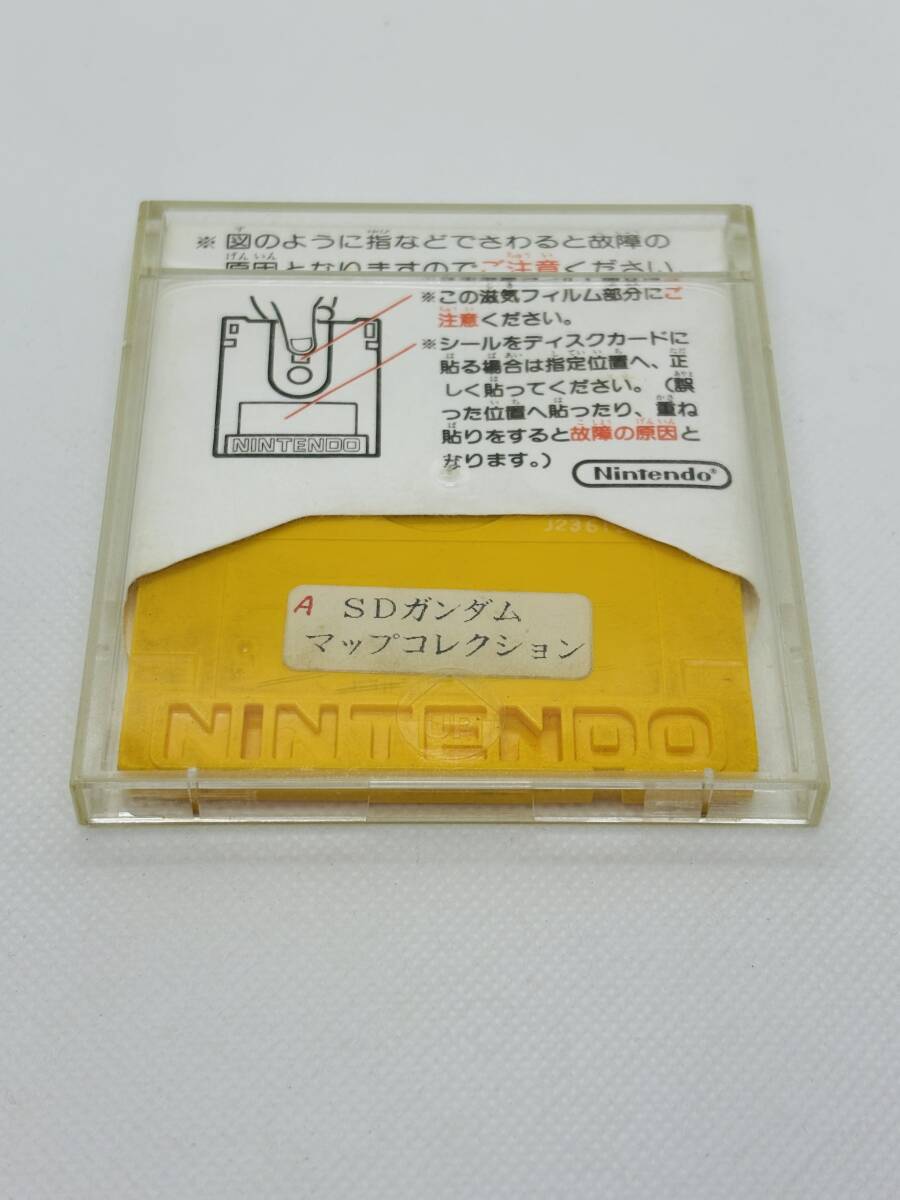 ※図のように指などでさわると故障の
原因となりますのでご注意ください
※この磁気フィルム部分にご
注意ください。
※シールをディスクカードに
貼る場合は指定位置へ、正
しく貼ってください。(誤
った位置へ貼ったり、重ね
貼りをすると故障の原因と
なります。)
NINTENDO
Nintendo®
J2361
A SDガンダム
マップコレクション
NINTENDO
UP